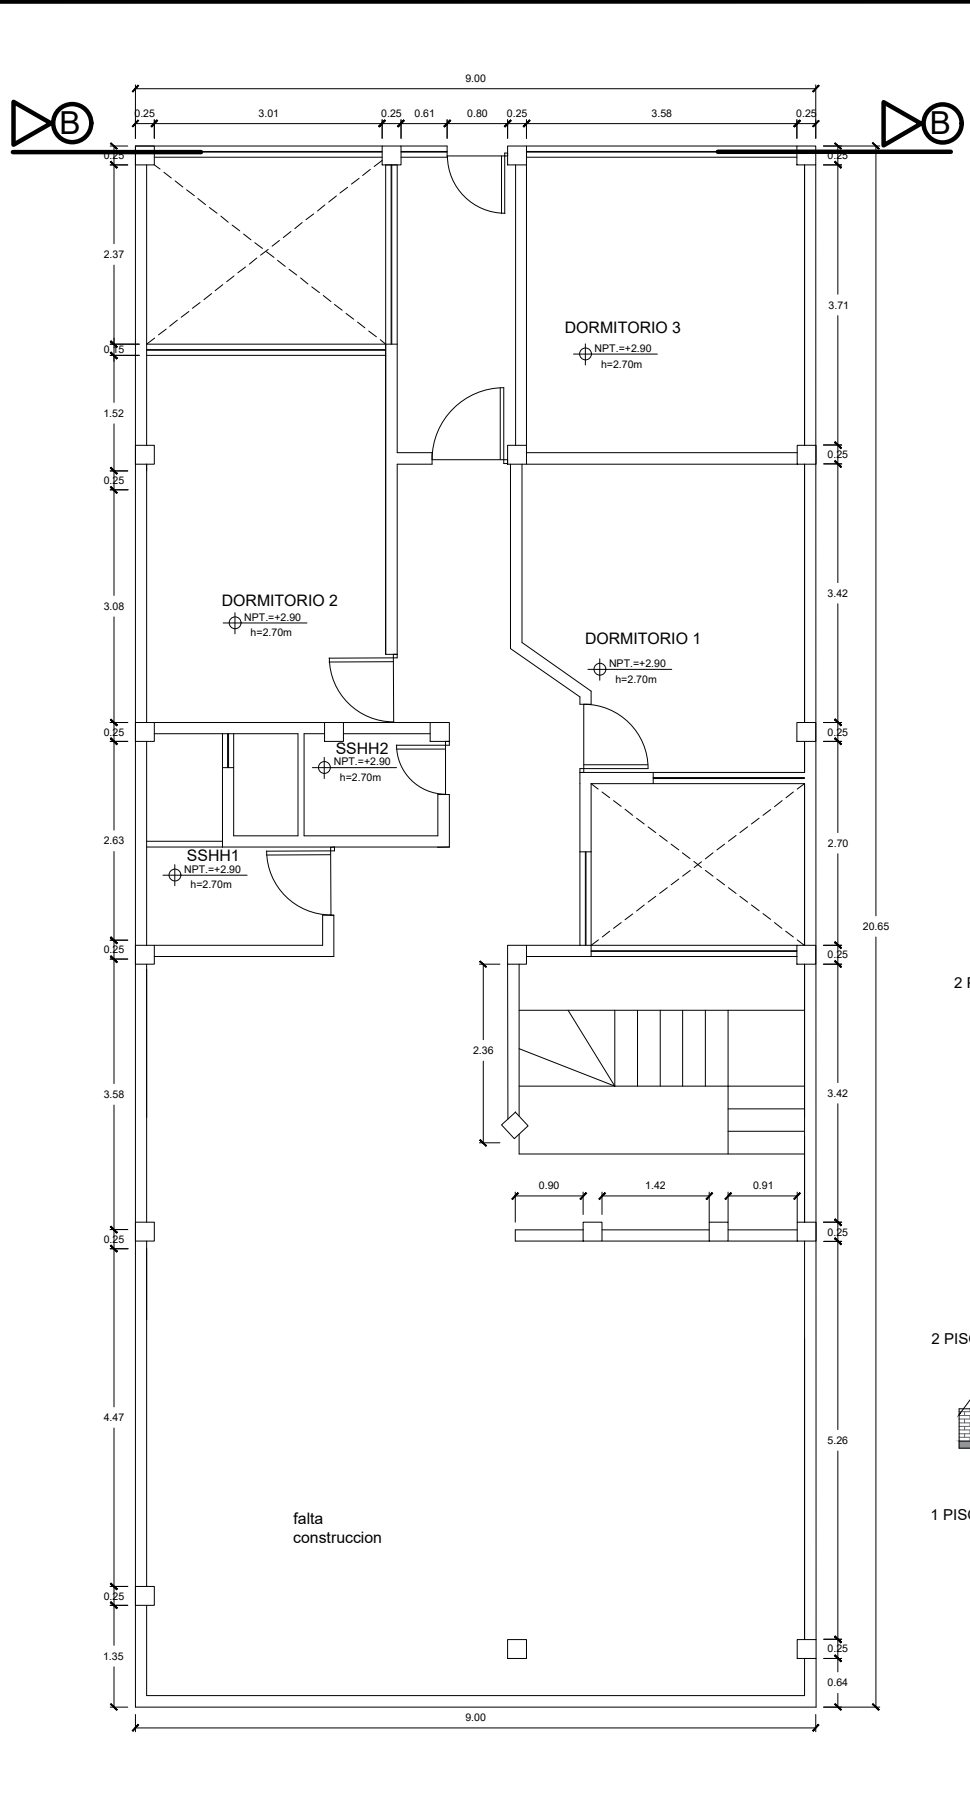 9.00
0.25 3.01 0.25 0.61 0.80 0.25 3.58 0.25
B B
0.25 0.25
2.37
3.71
DORMITORIO 3
NPT.=+2.90
h=2.70m
0.15
1.52
0.25
0.25
3.42
DORMITORIO 2
NPT.=+2.90
h=2.70m
3.08
DORMITORIO 1
NPT.=+2.90
h=2.70m
0.25 0.25
SSHH2
NPT.=+2.90
h=2.70m
2.63 2.70
SSHH1
NPT.=+2.90
h=2.70m
20.65
0.25 0.25
2.36
3.58 3.42
0.90 1.42 0.91
0.25 0.25
4.47
5.26
falta
construccion
0.25
0.25
1.35
0.64
9.00
2
2 PIS
1 PIS